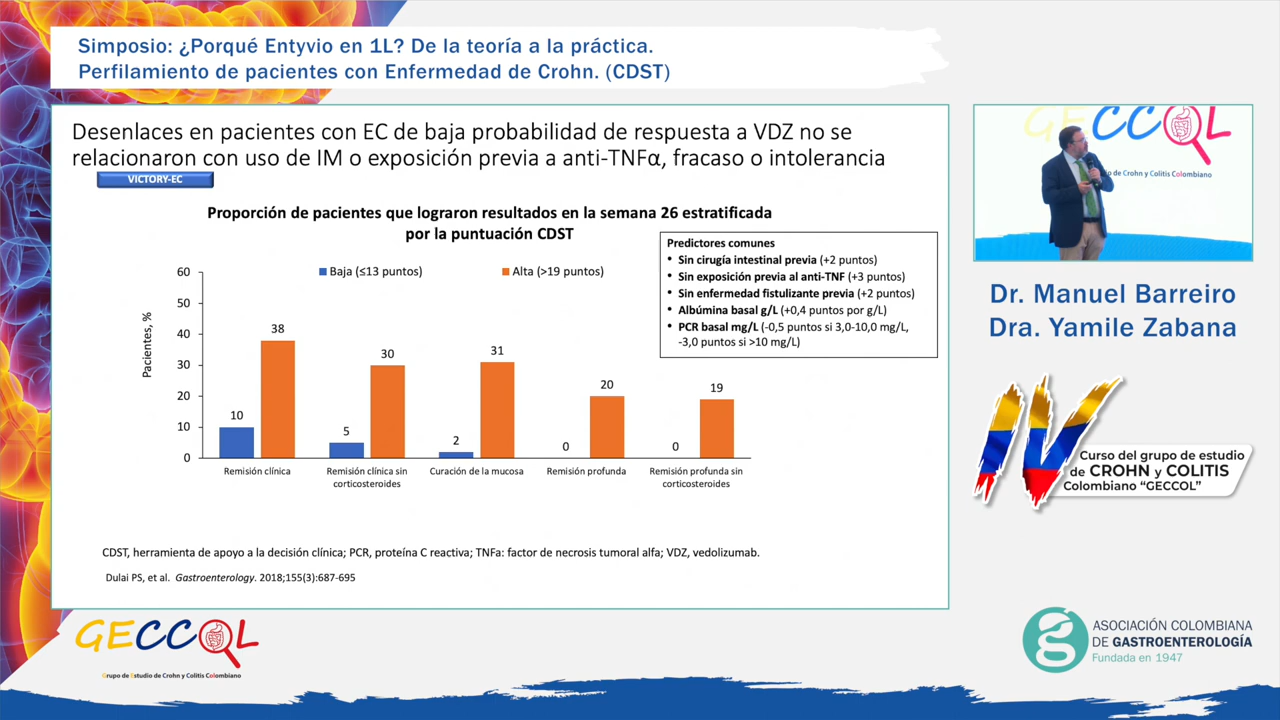 Simposio: ¿Porqué Entyvio en 1L? De la teoría a la práctica.
Perfilamiento de pacientes con Enfermedad de Crohn. (CDST)
Desenlaces en pacientes con EC de baja probabilidad de respuesta a VDZ no se
relacionaron con uso de IM o exposición previa a anti-TNFα, fracaso o intolerancia
VICTORY-EC
Proporción de pacientes que lograron resultados en la semana 26 estratificada
por la puntuación CDST
Predictores comunes
• Sin cirugía intestinal previa (+2 puntos)
• Sin exposición previa al anti-TNF (+3 puntos)
• Sin enfermedad fistulizante previa (+2 puntos)
• Albúmina basal g/L (+0,4 puntos por g/L)
• PCR basal mg/L (-0,5 puntos si 3,0-10,0 mg/L,
-3,0 puntos si >10 mg/L)
Baja (≤13 puntos)
Alta (>19 puntos)
Pacientes, %
60
50
40
30
20
10
0
10
38
5
30
2
31
0
20
0
19
Remisión clínica
Remisión clínica sin
corticosteroides
Curación de la mucosa
Remisión profunda
Remisión profunda sin
corticosteroides
CDST, herramienta de apoyo a la decisión clínica; PCR, proteína C reactiva; TNFa: factor de necrosis tumoral alfa; VDZ, vedolizumab.
Dulai PS, et al. Gastroenterology. 2018;155(3):687-695
GECCOL
o de Crohn y Colitis Colombiano
Dr. Manuel Barreiro
Dra. Yamile Zabana
IV
Curso del grupo de estudio
de CROHN y COLITIS
Colombiano “GECCOL”
GECCOL
Grupo de Estudio de Crohn y Colitis Colombiano
ASOCIACIÓN COLOMBIANA
DE GASTROENTEROLOGÍA
Fundada en 1947